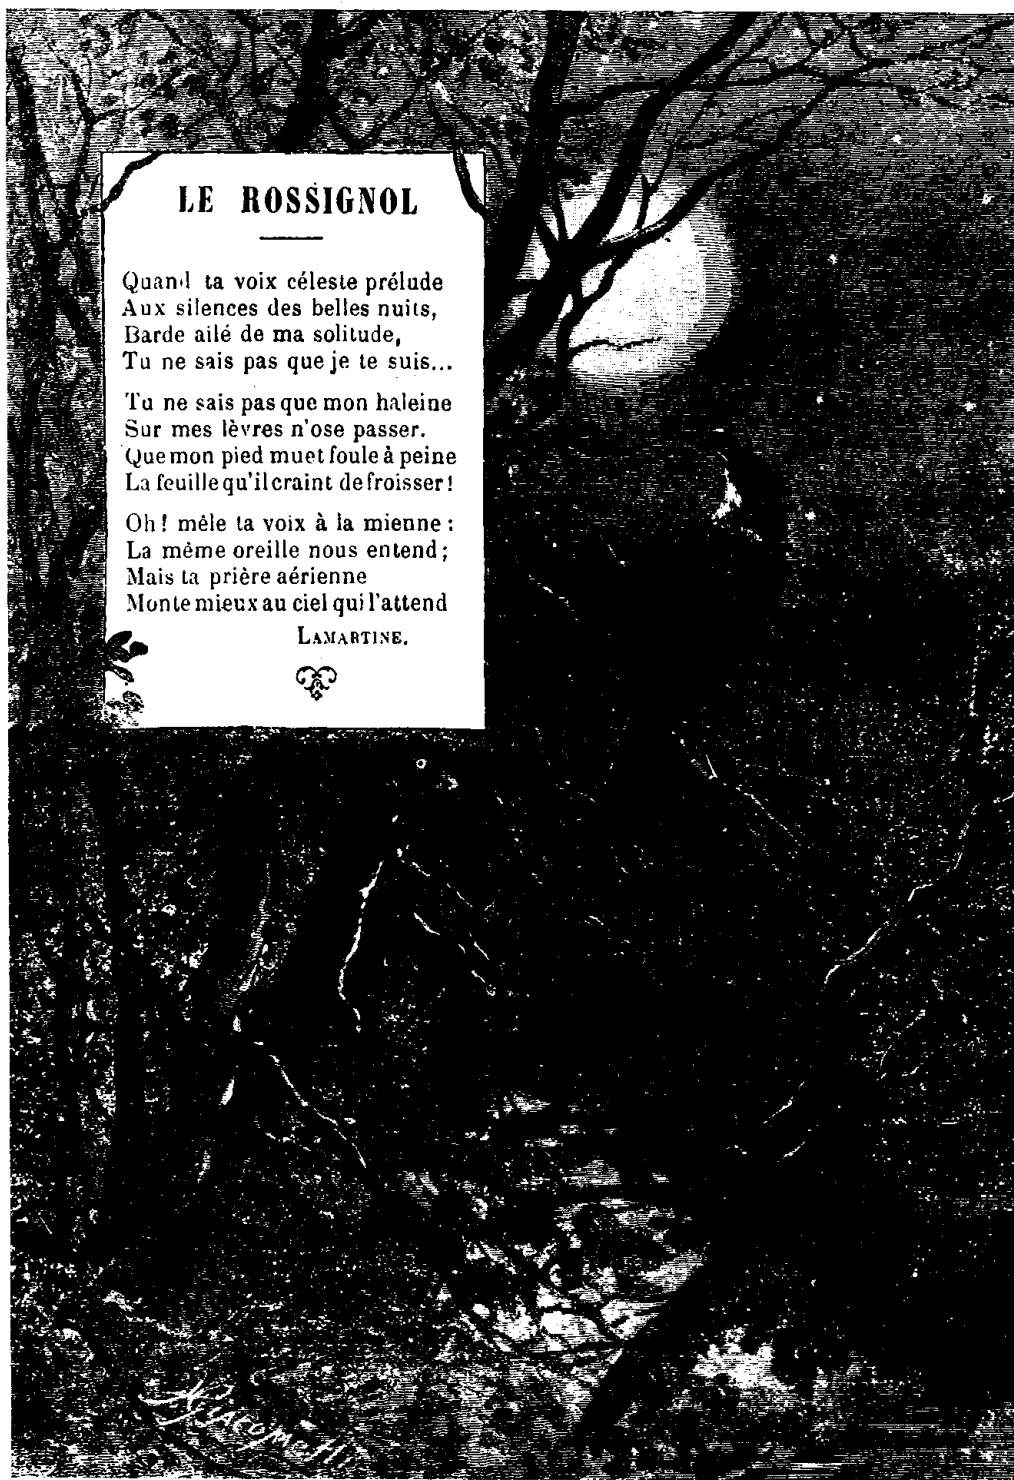 LE ROSSIGNOL
Quand ta voix céleste prélude
Aux silences des belles nuits,
Barde ailé de ma solitude,
Tu ne sais pas que je te suis...
Tu ne sais pas que mon haleine
Sur mes lèvres n'ose passer.
Que mon pied muet foule à peine
La feuille qu'il craint de froisser !
Oh ! mêle ta voix à la mienne :
La même oreille nous entend ;
Mais ta prière aérienne
Monte mieux au ciel qui l'attend
LAMARTINE.
Giacomelli